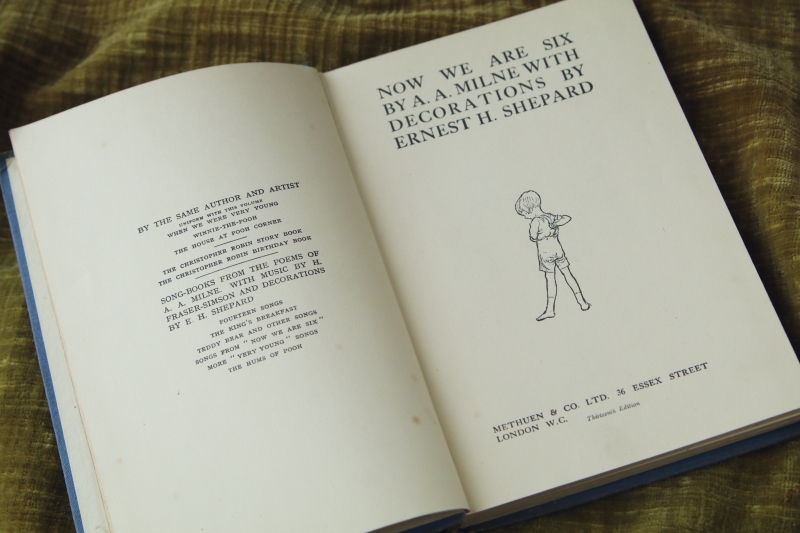 BY THE SAME AUTHOR AND ARTIST
UNIFORM WITH THIS VOLUME
WHEN WE WERE VERY YOUNG
WINNIE-THE-POOH
THE HOUSE AT POOH CORNER
THE CHRISTOPHER ROBIN STORY BOOK
THE CHRISTOPHER ROBIN BIRTHDAY BOOK
SONG-BOOKS FROM THE POEMS OF
A. A. MILNE. WITH MUSIC BY H.
FRASER-SIMSON AND DECORATIONS
BY E. H. SHEPARD
FOURTEEN SONGS
THE KING'S BREAKFAST
TEDDY BEAR AND OTHER SONGS
SONGS FROM "NOW WE ARE SIX"
MORE "VERY YOUNG" SONGS
THE HUMS OF POOH
NOW WE ARE SIX
BY A. A. MILNE WITH
DECORATIONS BY
ERNEST H. SHEPARD
METHUEN & CO. LTD. 36 ESSEX STREET
LONDON W.C. Thirteenth Edition